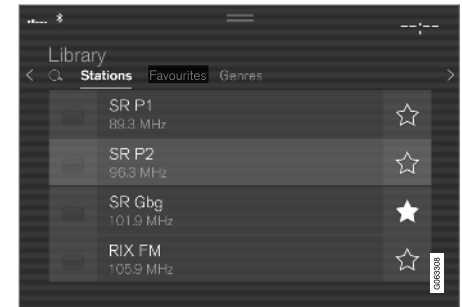 --:--
Library
Stations Favourites Genres
SR P1
89.3 MHz
SR P2
96.3 MHz
SR Gbg
101.9 MHz
RIX FM
105.9 MHz
G063308